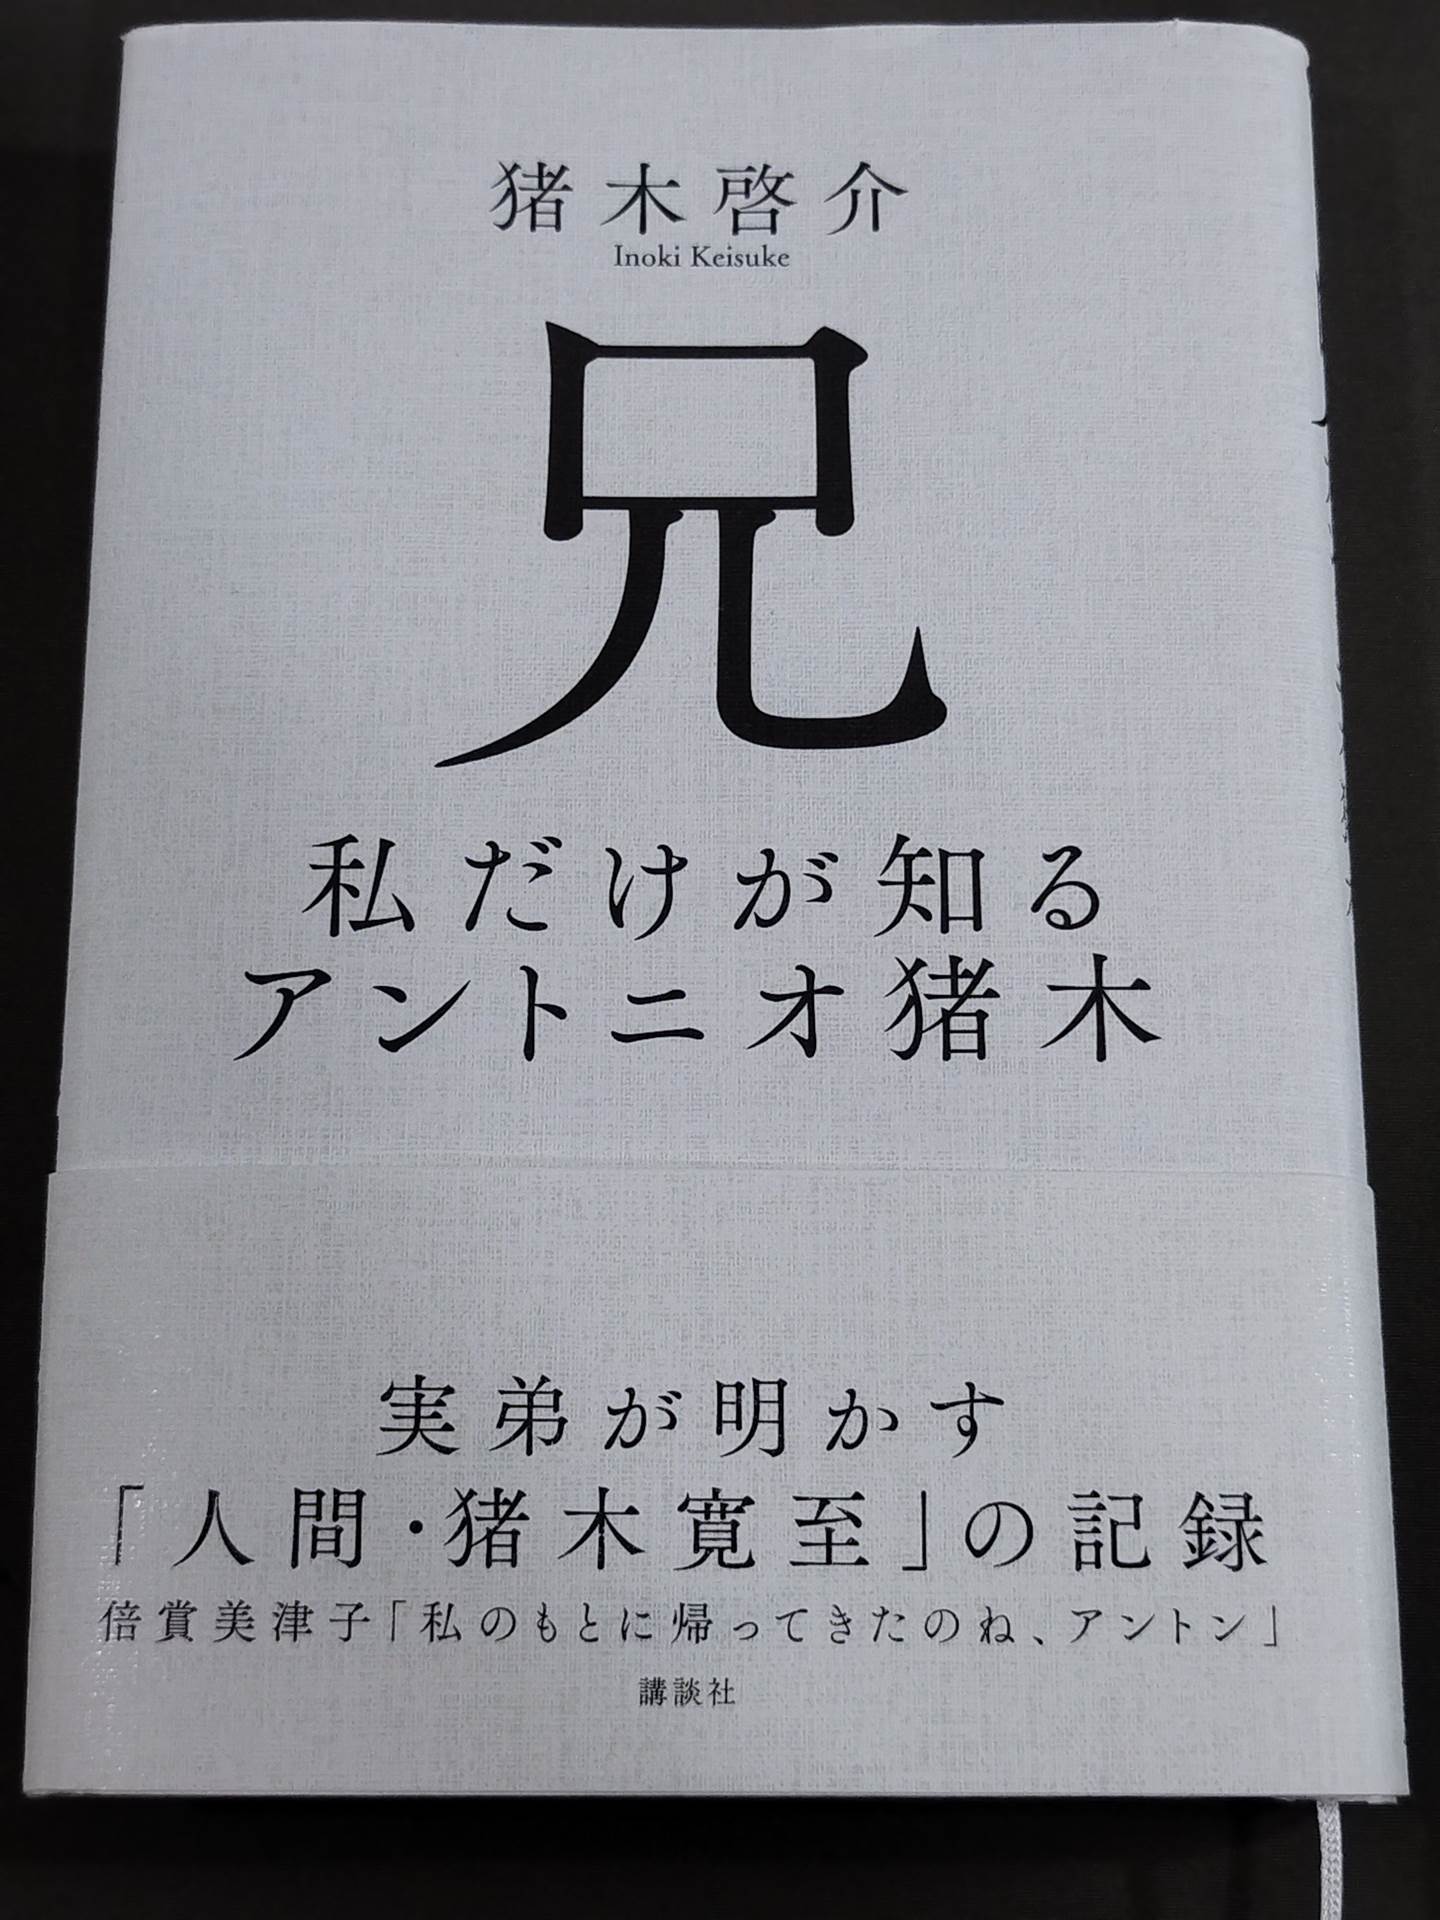 猪木啓介
Inoki Keisuke
兄
私だけが知る
アントニオ猪木
実弟が明かす
「人間・猪木寛至」の記録
倍賞美津子「私のもとに帰ってきたのね、アントン」
講談社